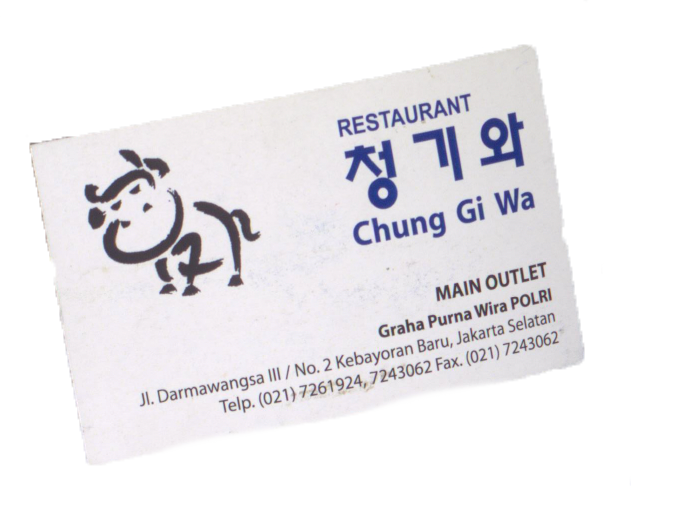 RESTAURANT
청기와
Chung Gi Wa
MAIN OUTLET
Graha Purna Wira POLRI
Jl. Darmawangsa III / No. 2 Kebayoran Baru, Jakarta Selatan
Telp. (021) 7261924, 7243062 Fax. (021) 7243062